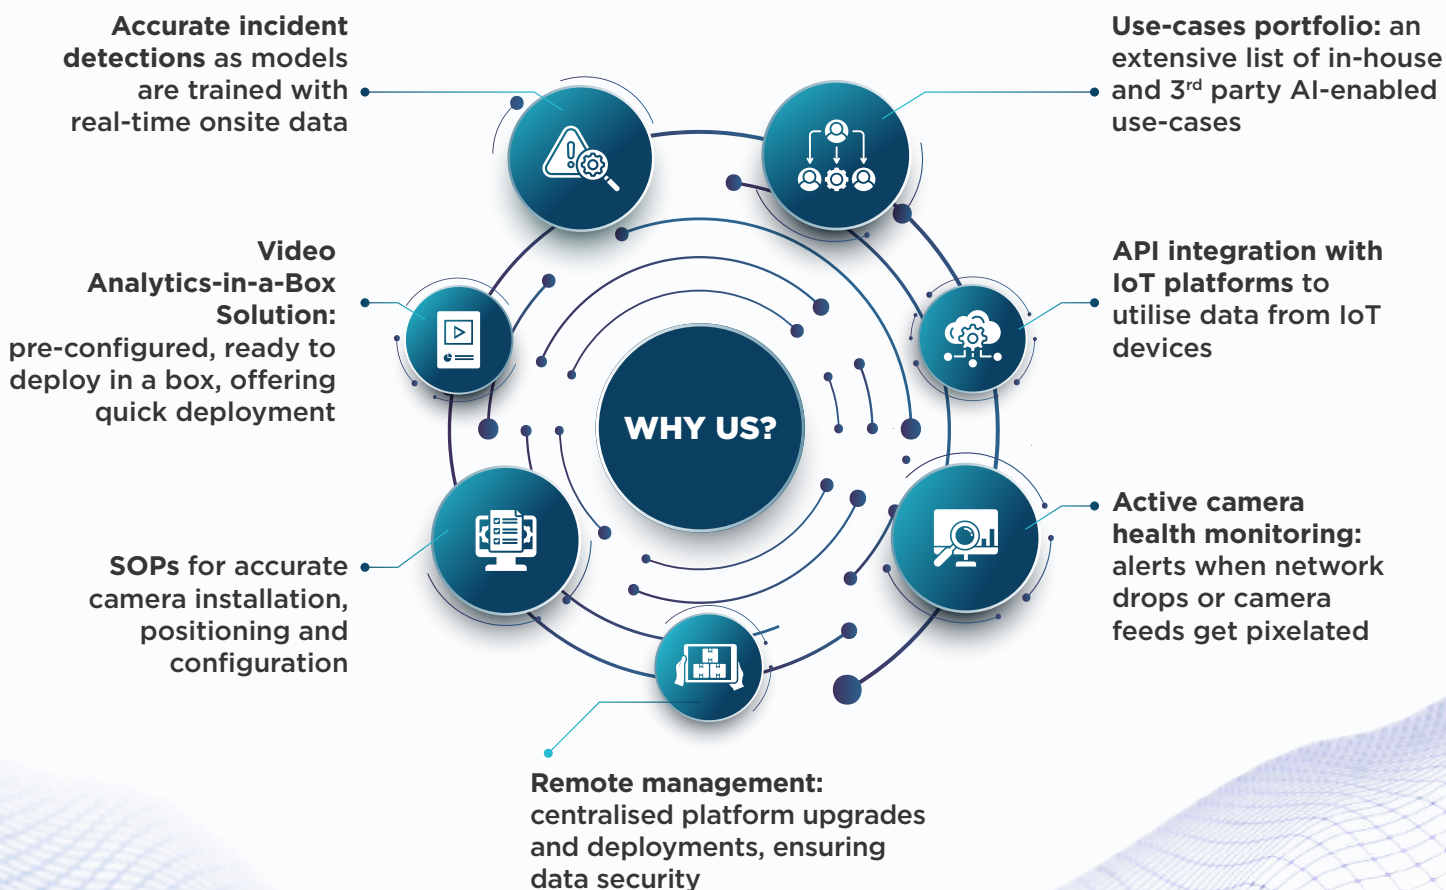 Accurate incident
detections as models
are trained with
real-time onsite data
Use-cases portfolio: an
extensive list of in-house
and 3rd party AI-enabled
use-cases
Video
Analytics-in-a-Box
Solution:
pre-configured, ready to
deploy in a box, offering
quick deployment
API integration with
IoT platforms to
utilise data from IoT
devices
WHY US?
SOPs for accurate
camera installation,
positioning and
configuration
Active camera
health monitoring:
alerts when network
drops or camera
feeds get pixelated
Remote management:
centralised platform upgrades
and deployments, ensuring
data security